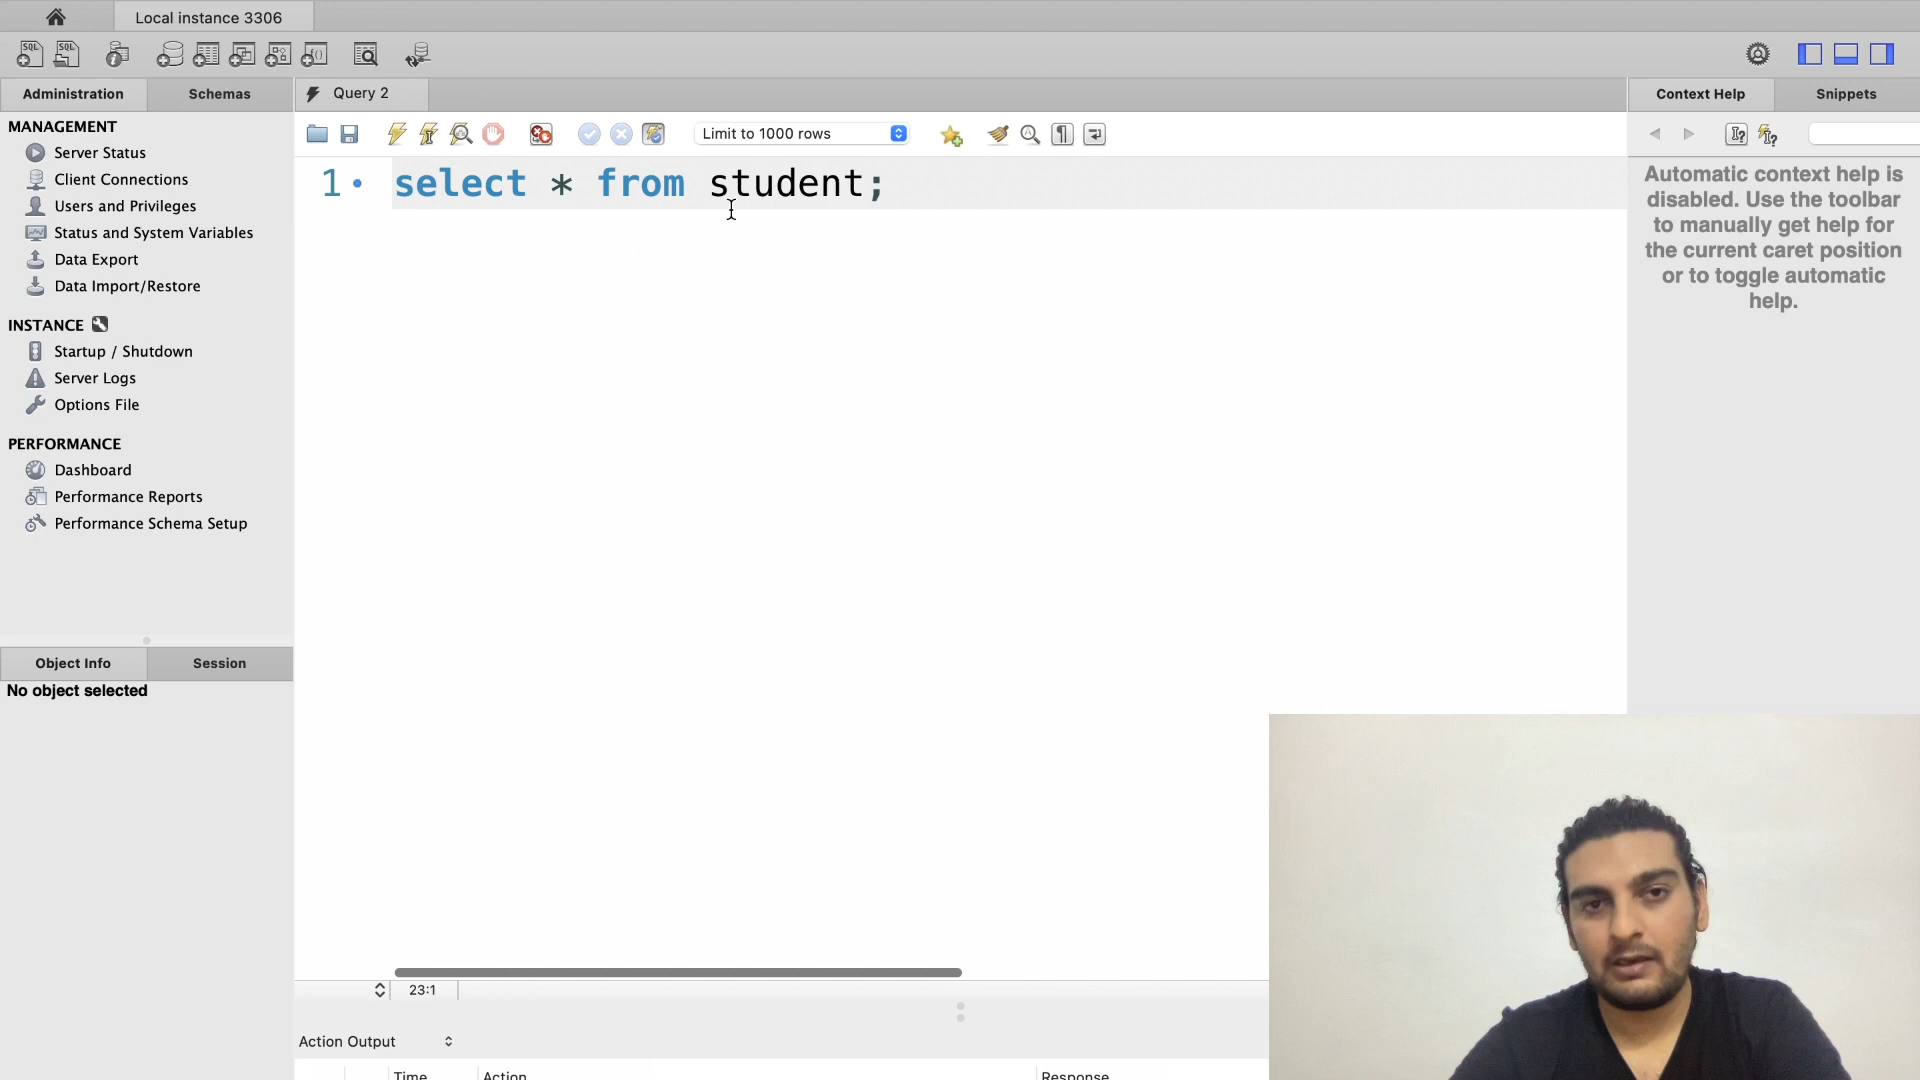 Local instance 3306
Administration
Schemas
Query 2
Context Help
Snippets
MANAGEMENT
Server Status
Client Connections
Users and Privileges
Status and System Variables
Data Export
Data Import/Restore
INSTANCE
Startup / Shutdown
Server Logs
Options File
PERFORMANCE
Dashboard
Performance Reports
Performance Schema Setup
Object Info
Session
No object selected
Limit to 1000 rows
1 select * from student;
Automatic context help is
disabled. Use the toolbar
to manually get help for
the current caret position
or to toggle automatic
help.
23:1
Action Output
Time
Action
Response